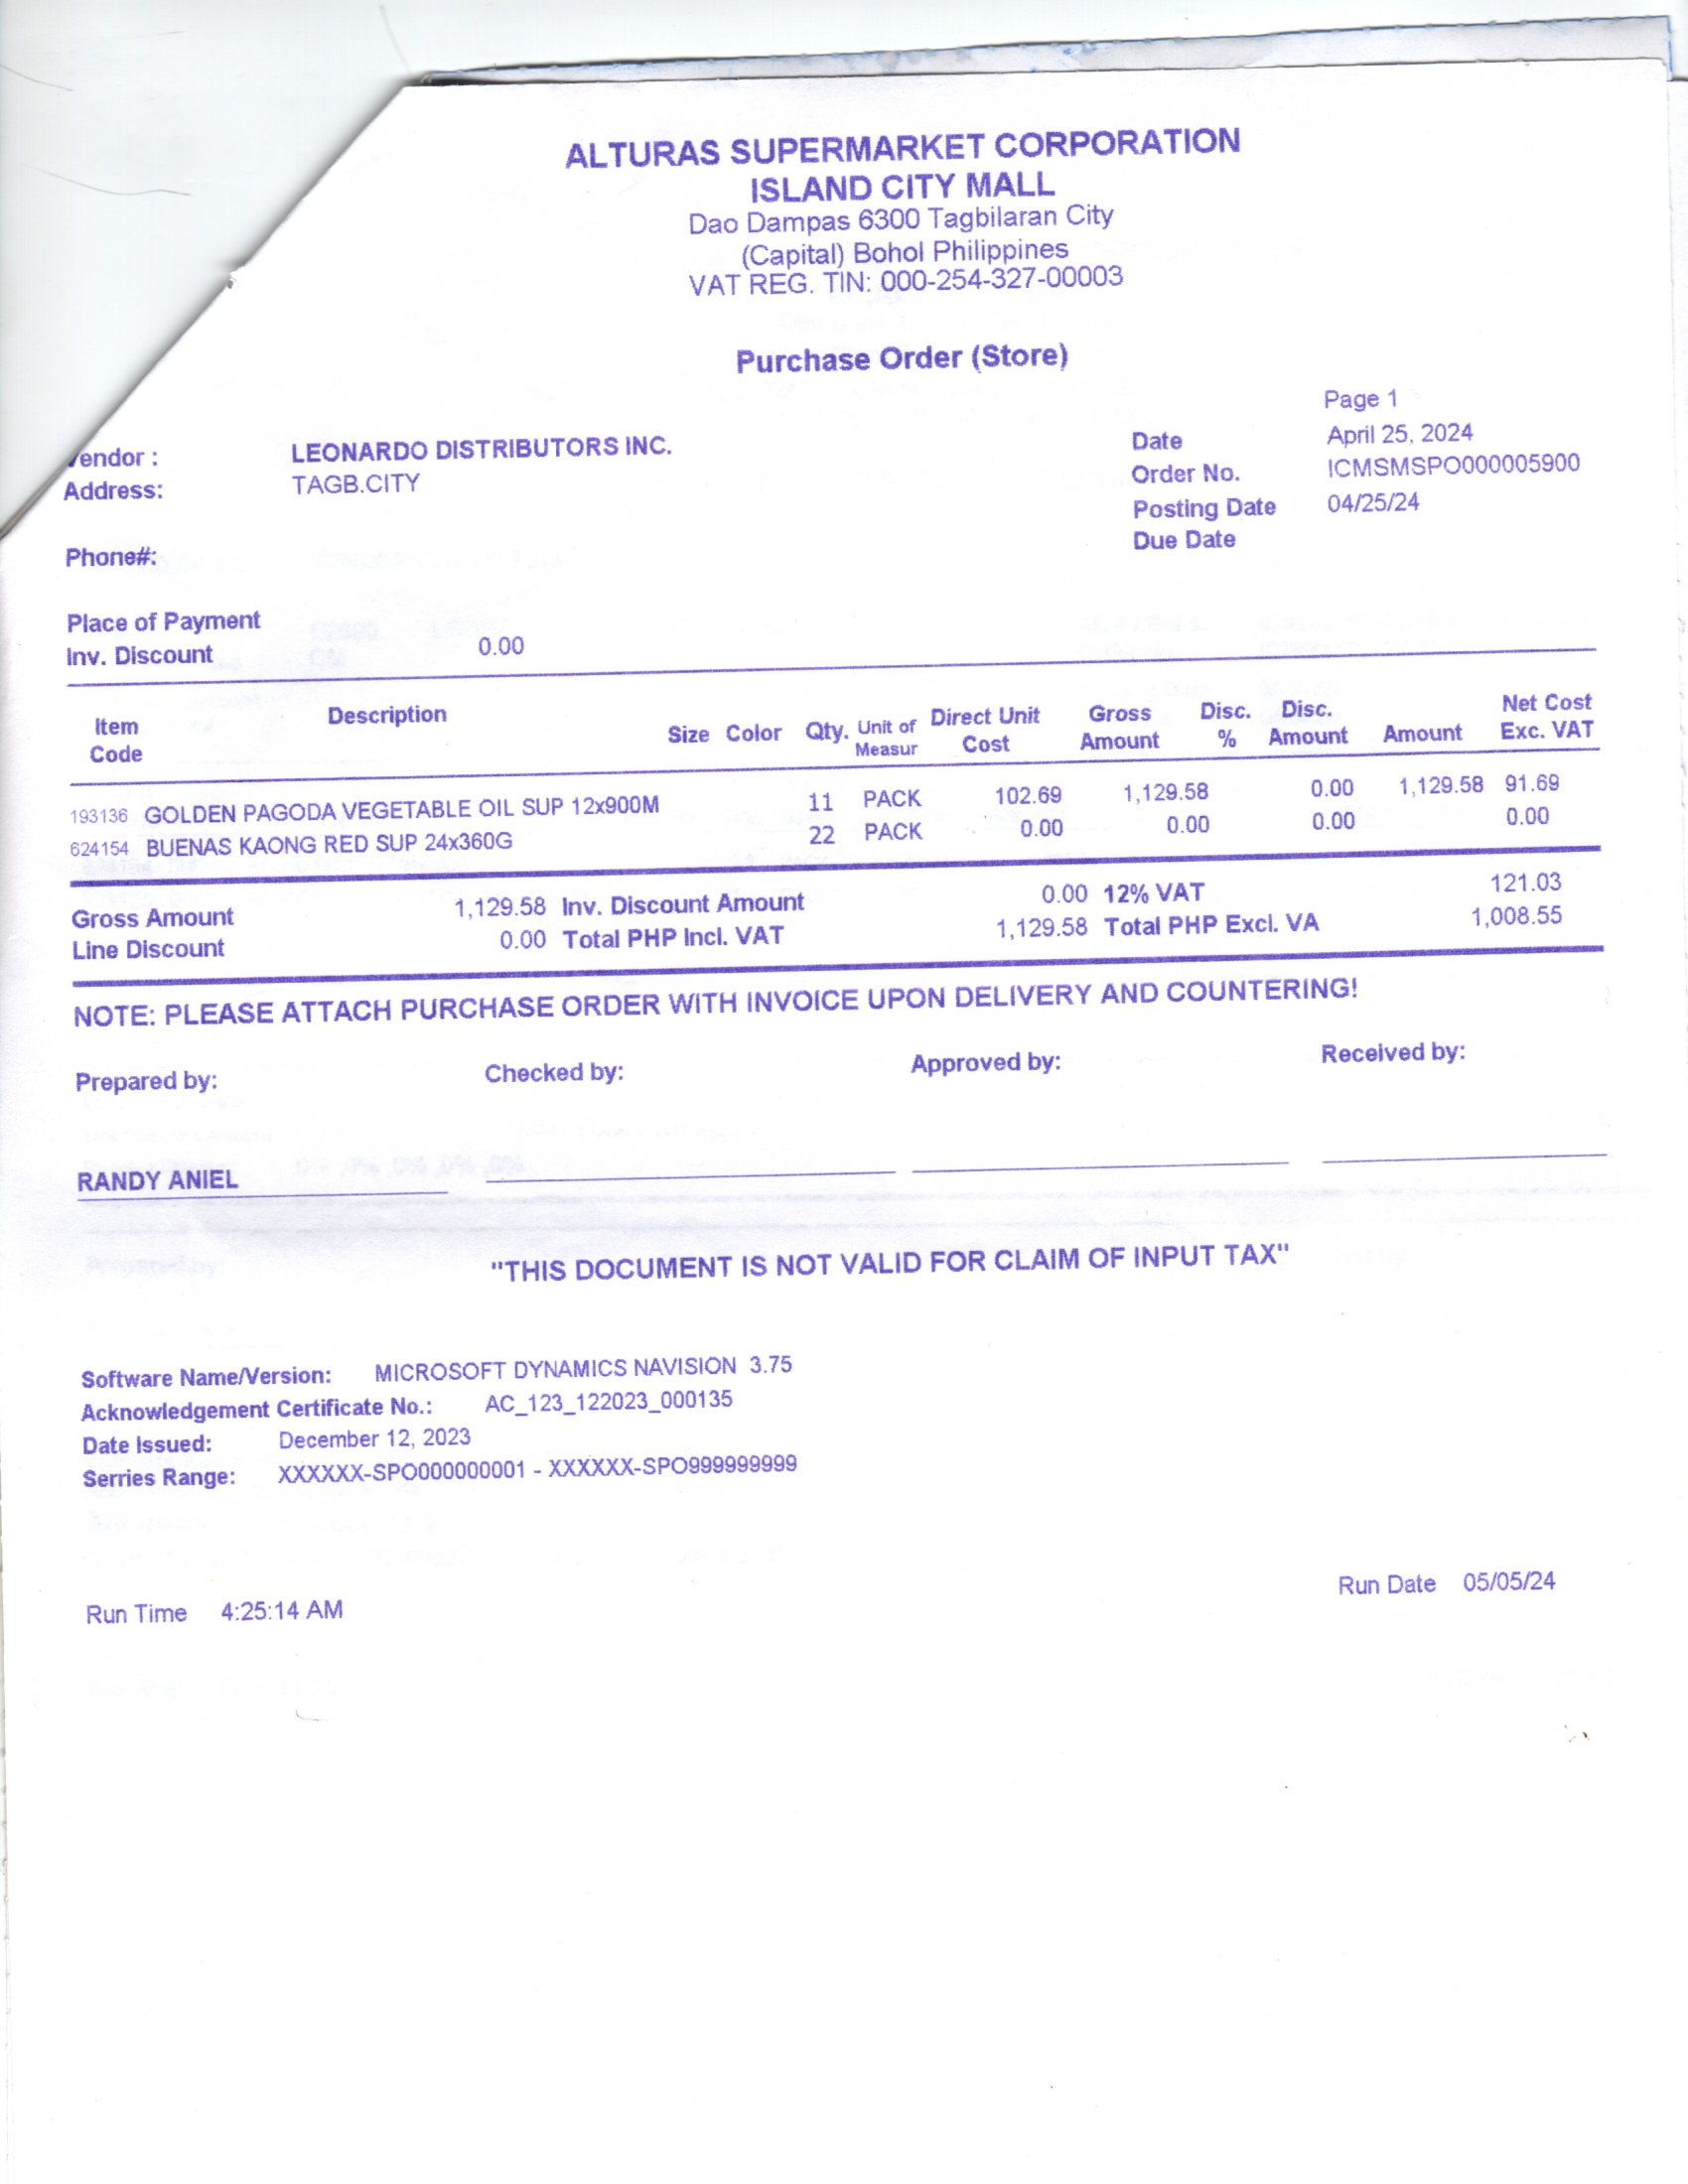 ALTURAS SUPERMARKET CORPORATION
ISLAND CITY MALL
Dao Dampas 6300 Tagbilaran City
(Capital) Bohol Philippines
VAT REG. TIN: 000-254-327-00003
Purchase Order (Store)
Page 1
Vendor : LEONARDO DISTRIBUTORS INC. Date April 25, 2024
Address: TAGB.CITY Order No. ICMSMSPO000005900
Posting Date 04/25/24
Phone#: Due Date
Place of Payment
Inv. Discount 0.00
Item Code Description Size Color Qty. Unit of Measur Direct Unit Cost Gross Amount Disc. % Disc. Amount Amount Net Cost Exc. VAT
193136 GOLDEN PAGODA VEGETABLE OIL SUP 12x900M 11 PACK 102.69 1,129.58 0.00 1,129.58 91.69
624154 BUENAS KAONG RED SUP 24x360G 22 PACK 0.00 0.00 0.00 0.00
Gross Amount 1,129.58 Inv. Discount Amount 0.00 12% VAT 121.03
Line Discount 0.00 Total PHP Incl. VAT 1,129.58 Total PHP Excl. VA 1,008.55
NOTE: PLEASE ATTACH PURCHASE ORDER WITH INVOICE UPON DELIVERY AND COUNTERING!
Prepared by: Checked by: Approved by: Received by:
RANDY ANIEL
"THIS DOCUMENT IS NOT VALID FOR CLAIM OF INPUT TAX"
Software Name/Version: MICROSOFT DYNAMICS NAVISION 3.75
Acknowledgement Certificate No.: AC_123_122023_000135
Date Issued: December 12, 2023
Serries Range: XXXXXX-SPO000000001 - XXXXXX-SPO999999999
Run Time 4:25:14 AM Run Date 05/05/24